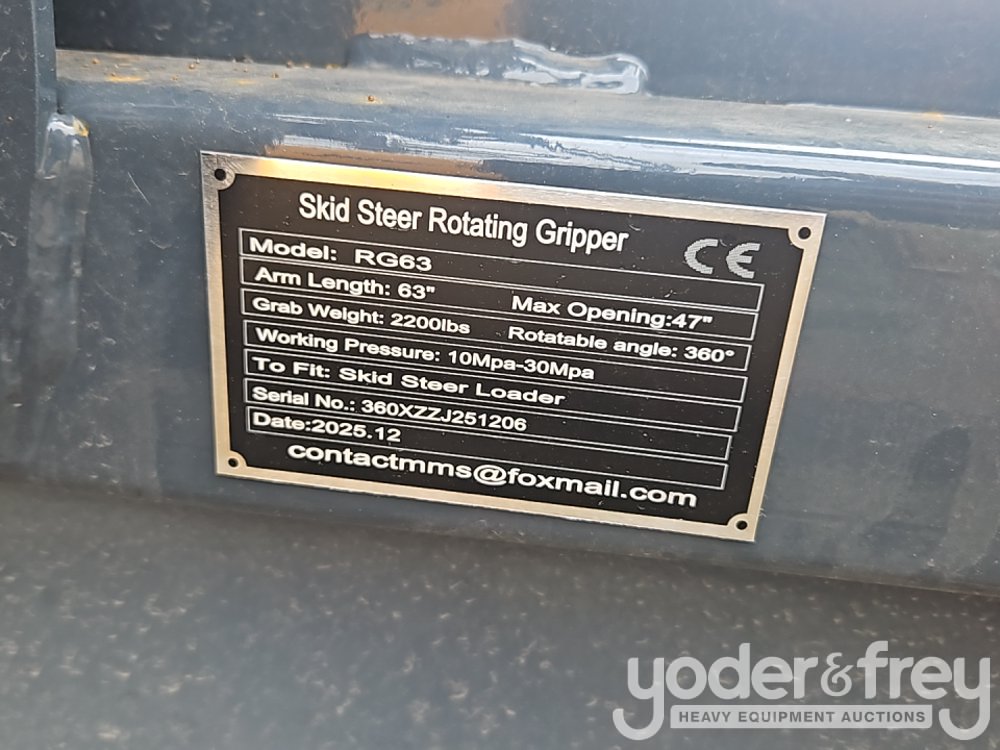 Skid Steer Rotating Gripper
CE
Model: RG63
Arm Length: 63" Max Opening:47"
Grab Weight: 2200lbs Rotatable angle: 360°
Working Pressure: 10Mpa-30Mpa
To Fit: Skid Steer Loader
Serial No.: 360XZZJ251206
Date:2025.12
contactmms@foxmail.com
yoder&frey
HEAVY EQUIPMENT AUCTIONS